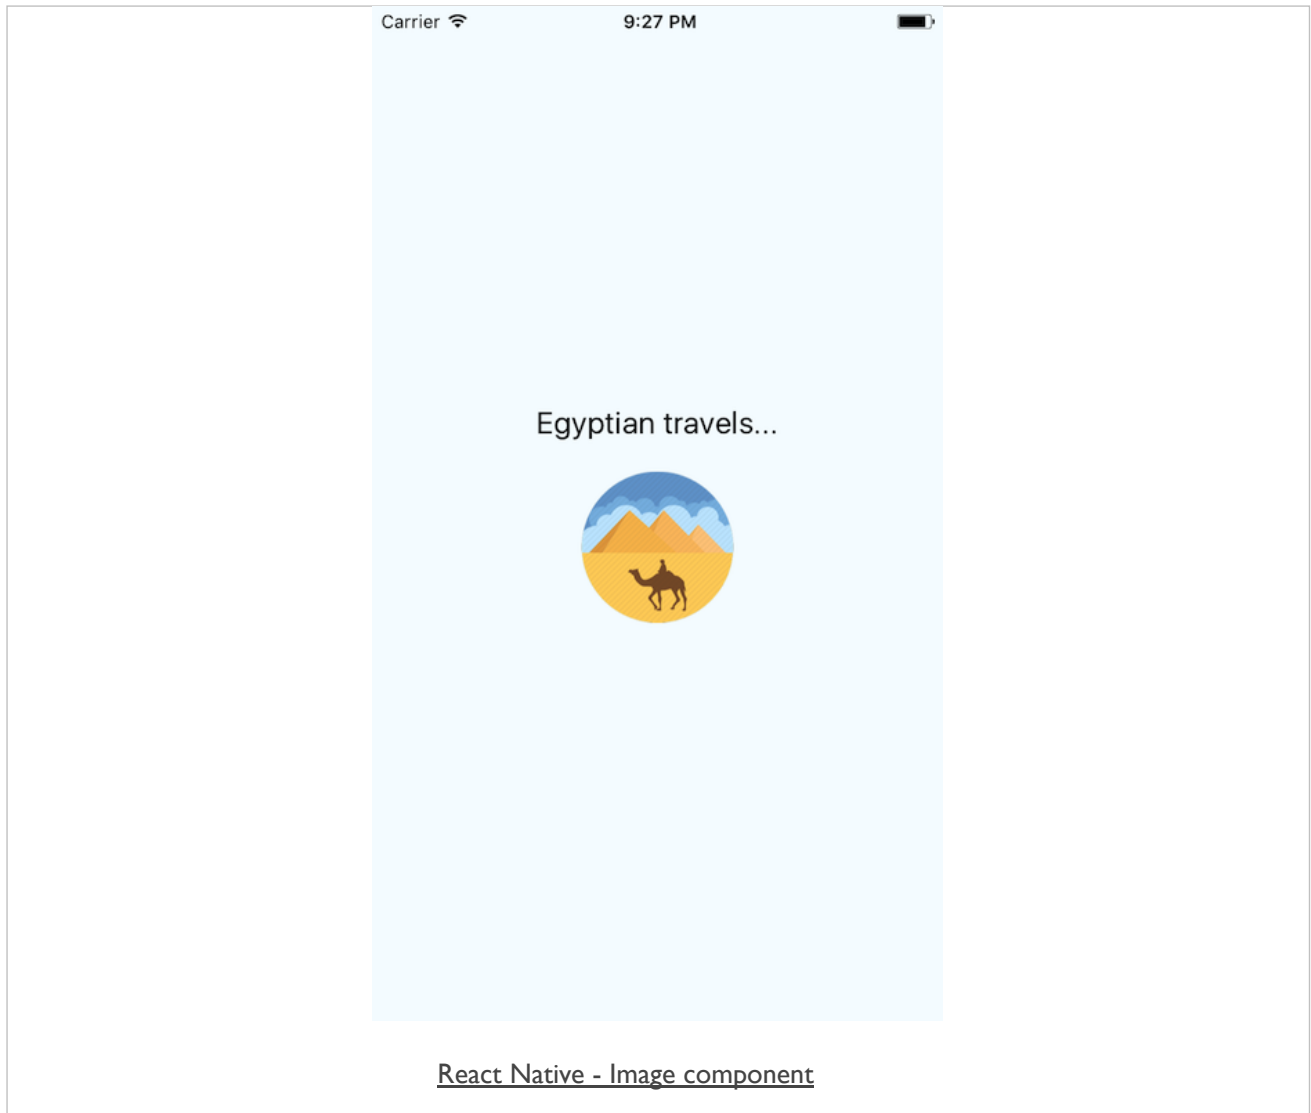 Carrier 9:27 PM
Egyptian travels...
React Native - Image component